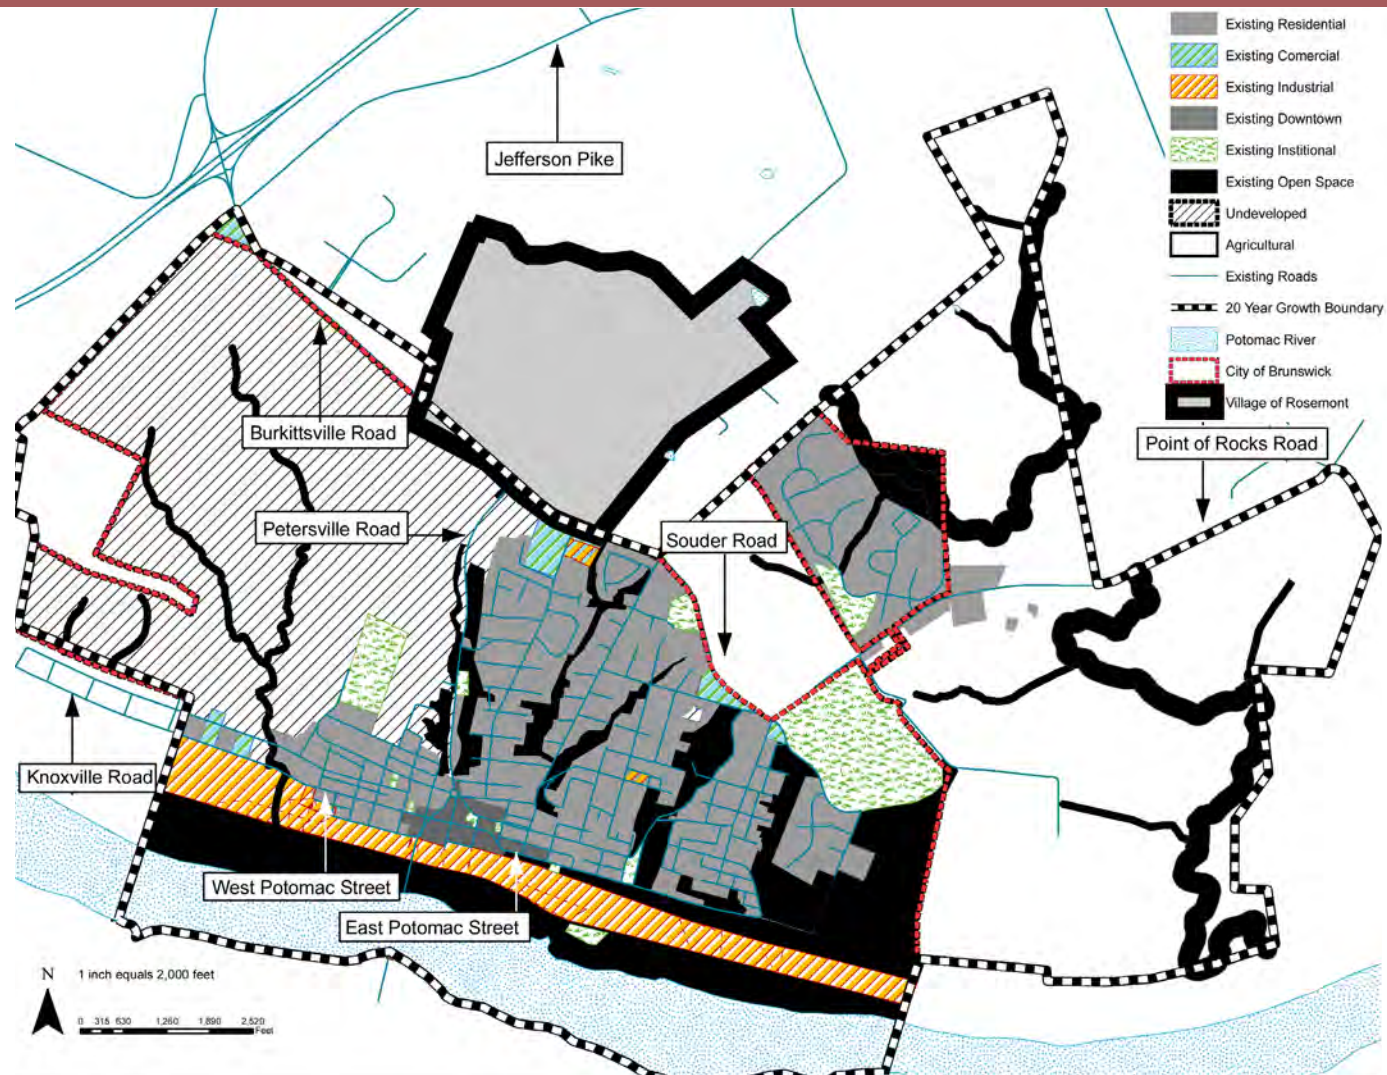 Existing Residential
Existing Comercial
Existing Industrial
Existing Downtown
Existing Institional
Existing Open Space
Undeveloped
Agricultural
Existing Roads
20 Year Growth Boundary
Potomac River
City of Brunswick
Village of Rosemont
Jefferson Pike
Burkittsville Road
Point of Rocks Road
Petersville Road
Souder Road
Knoxville Road
West Potomac Street
East Potomac Street
N
1 inch equals 2,000 feet
0 315 630 1,260 1,890 2,520
Feet